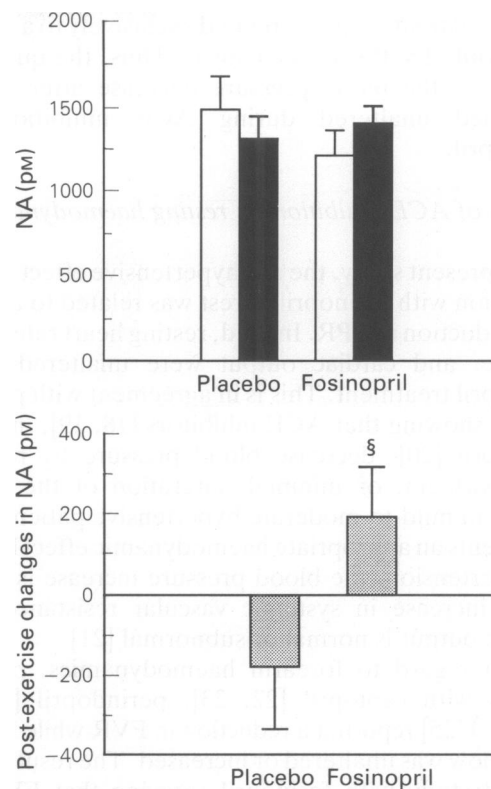 2000
1500
1000
500
0
NA (pM)
Placebo Fosinopril
400
200
0
−200
−400
Post-exercise changes in NA (pM)
§
Placebo Fosinopril